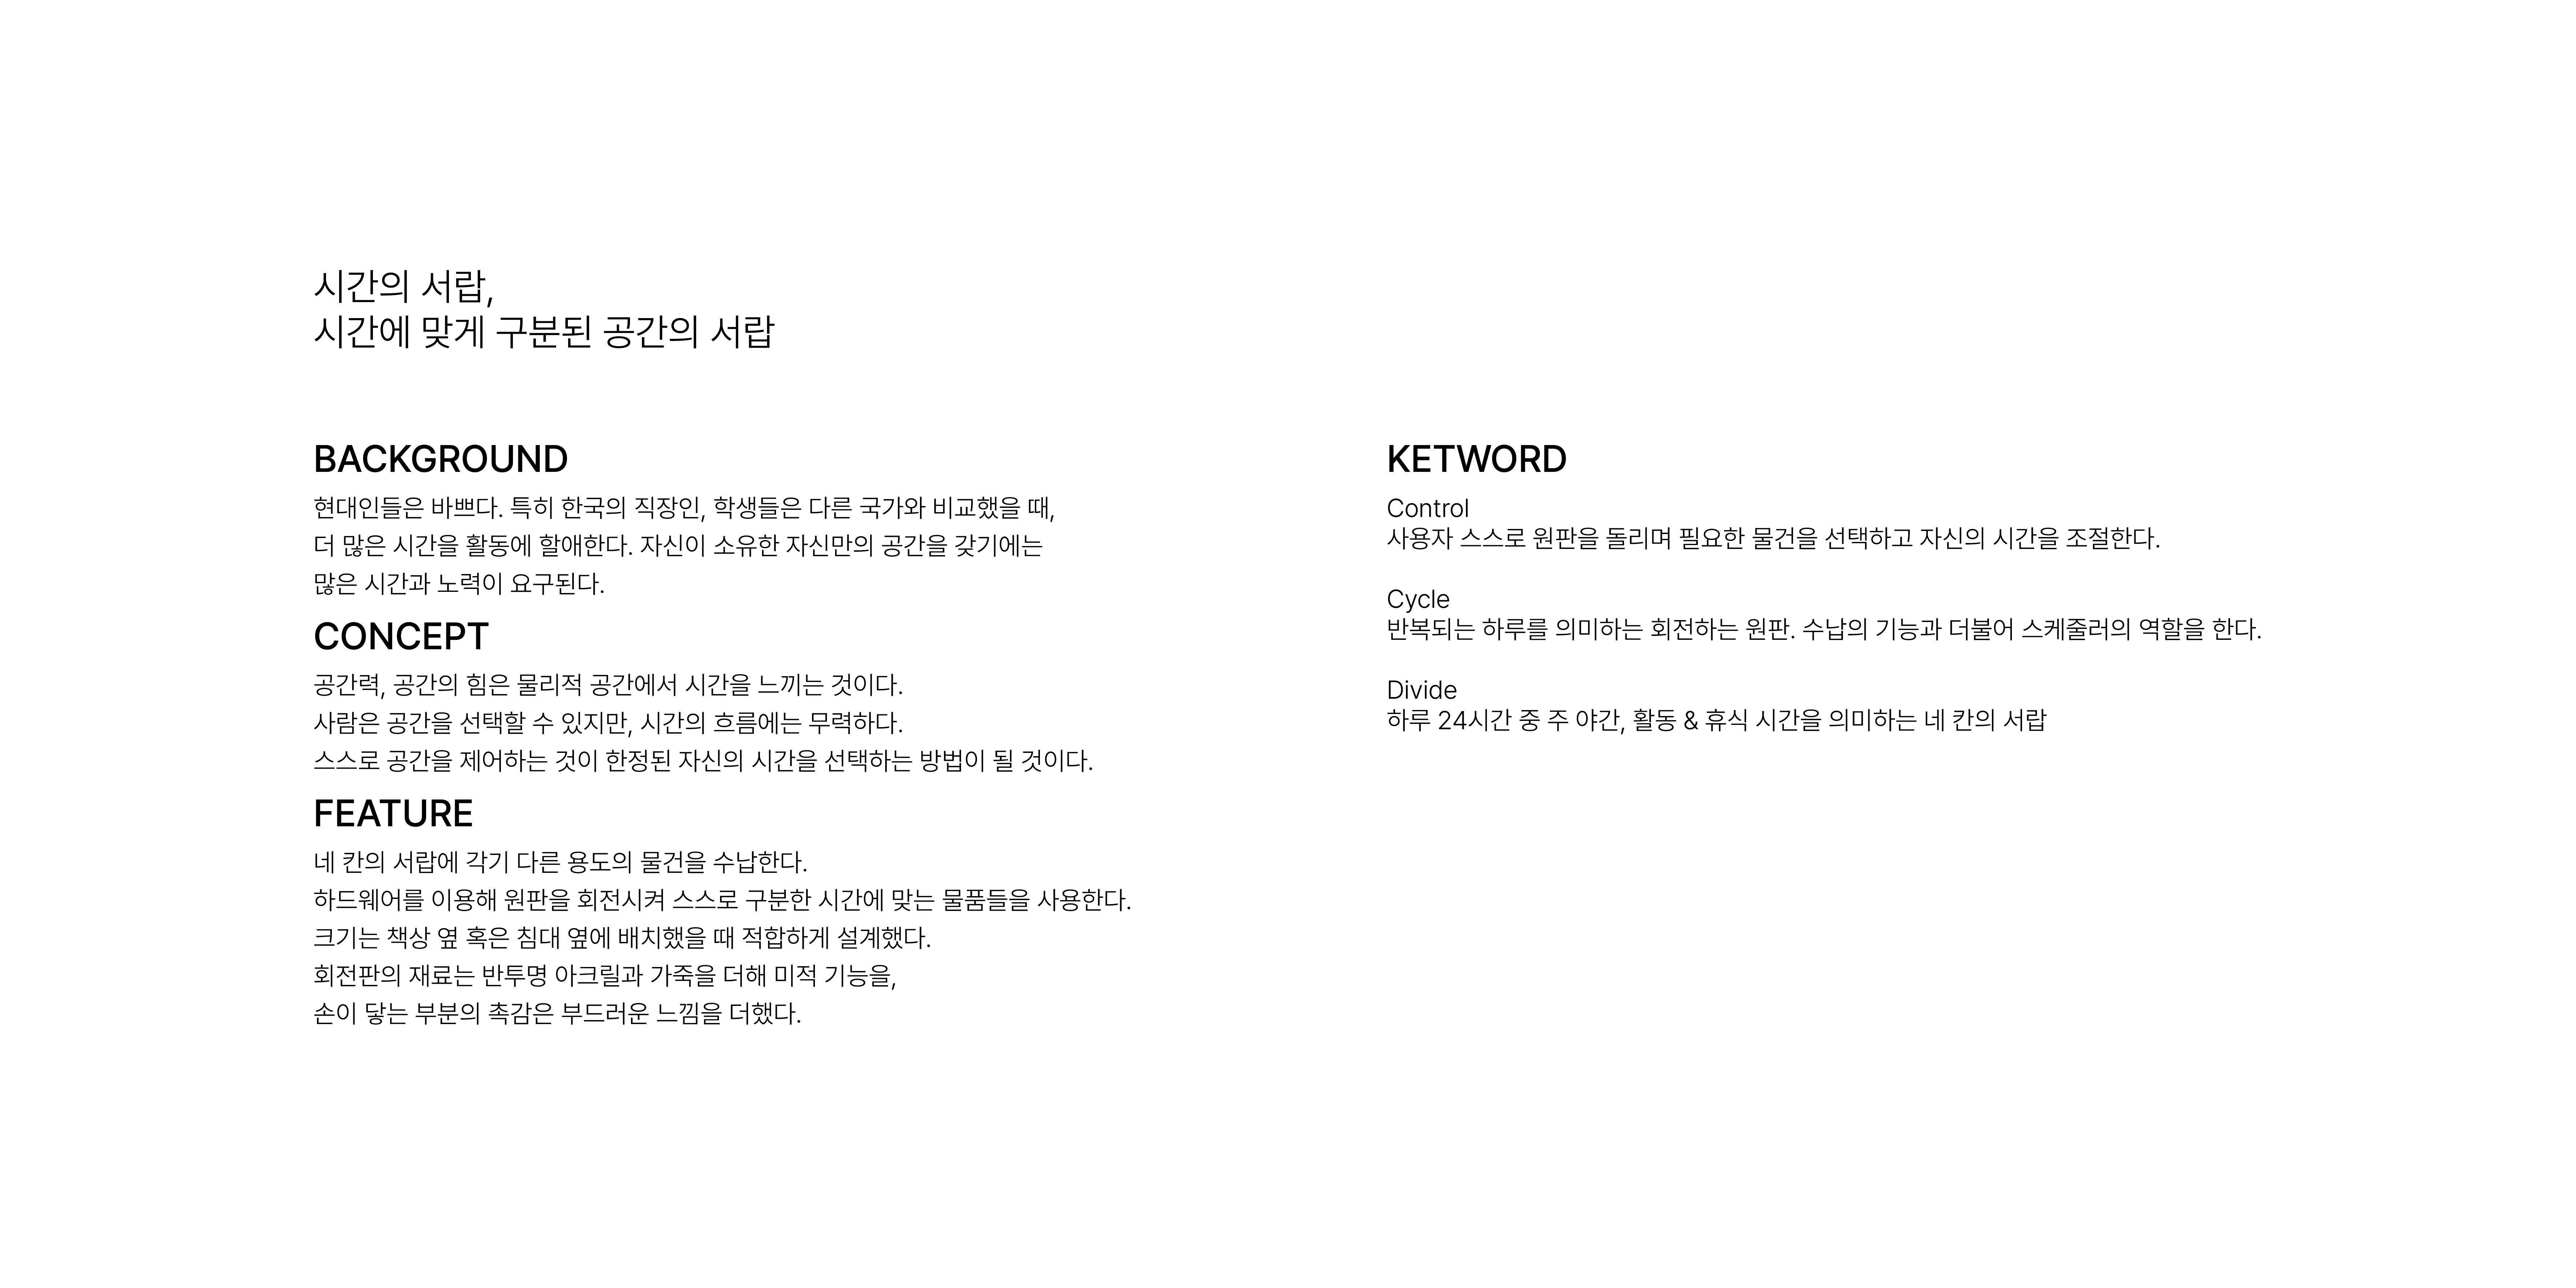 시간의 서랍,
시간에 맞게 구분된 공간의 서랍
BACKGROUND
현대인들은 바쁘다. 특히 한국의 직장인, 학생들은 다른 국가와 비교했을 때,
더 많은 시간을 활동에 할애한다. 자신이 소유한 자신만의 공간을 갖기에는
많은 시간과 노력이 요구된다.
CONCEPT
공간력, 공간의 힘은 물리적 공간에서 시간을 느끼는 것이다.
사람은 공간을 선택할 수 있지만, 시간의 흐름에는 무력하다.
스스로 공간을 제어하는 것이 한정된 자신의 시간을 선택하는 방법이 될 것이다.
FEATURE
네 칸의 서랍에 각기 다른 용도의 물건을 수납한다.
하드웨어를 이용해 원판을 회전시켜 스스로 구분한 시간에 맞는 물품들을 사용한다.
크기는 책상 옆 혹은 침대 옆에 배치했을 때 적합하게 설계했다.
회전판의 재료는 반투명 아크릴과 가죽을 더해 미적 기능을,
손이 닿는 부분의 촉감은 부드러운 느낌을 더했다.
KETWORD
Control
사용자 스스로 원판을 돌리며 필요한 물건을 선택하고 자신의 시간을 조절한다.
Cycle
반복되는 하루를 의미하는 회전하는 원판. 수납의 기능과 더불어 스케줄러의 역할을 한다.
Divide
하루 24시간 중 주 야간, 활동 & 휴식 시간을 의미하는 네 칸의 서랍